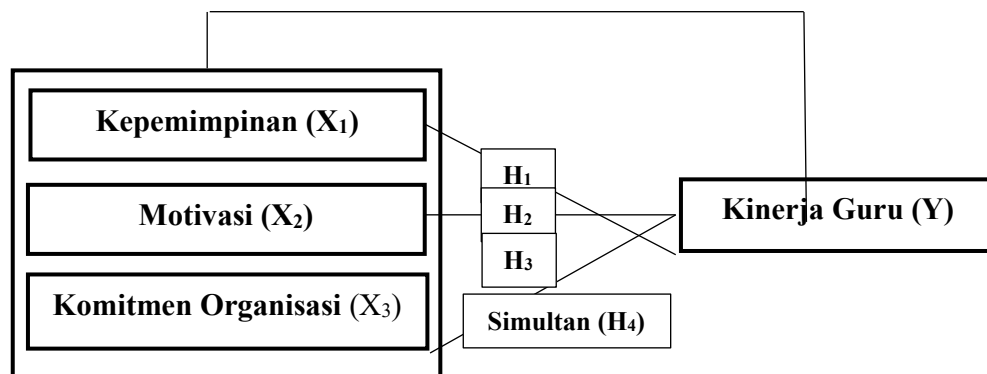 Kepemimpinan (X₁)
H₁
Motivasi (X₂)
H₂
Kinerja Guru (Y)
H₃
Komitmen Organisasi (X₃)
Simultan (H₄)